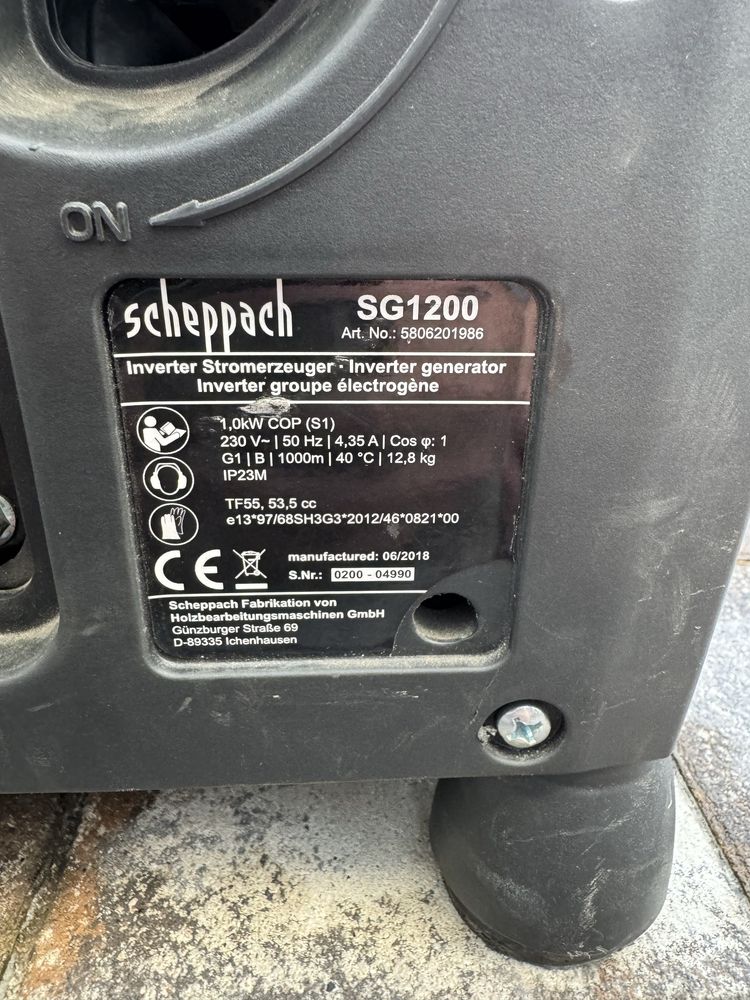 ON
scheppach
SG1200
Art. No.: 5806201986
Inverter Stromerzeuger · Inverter generator
Inverter groupe électrogène
1,0kW COP (S1)
230 V~ | 50 Hz | 4,35 A | Cos φ: 1
G1 | B | 1000m | 40 °C | 12,8 kg
IP23M
TF55, 53,5 cc
e13*97/68SH3G3*2012/46*0821*00
CE
manufactured: 06/2018
S.Nr.: 0200 - 04990
Scheppach Fabrikation von
Holzbearbeitungsmaschinen GmbH
Günzburger Straße 69
D-89335 Ichenhausen